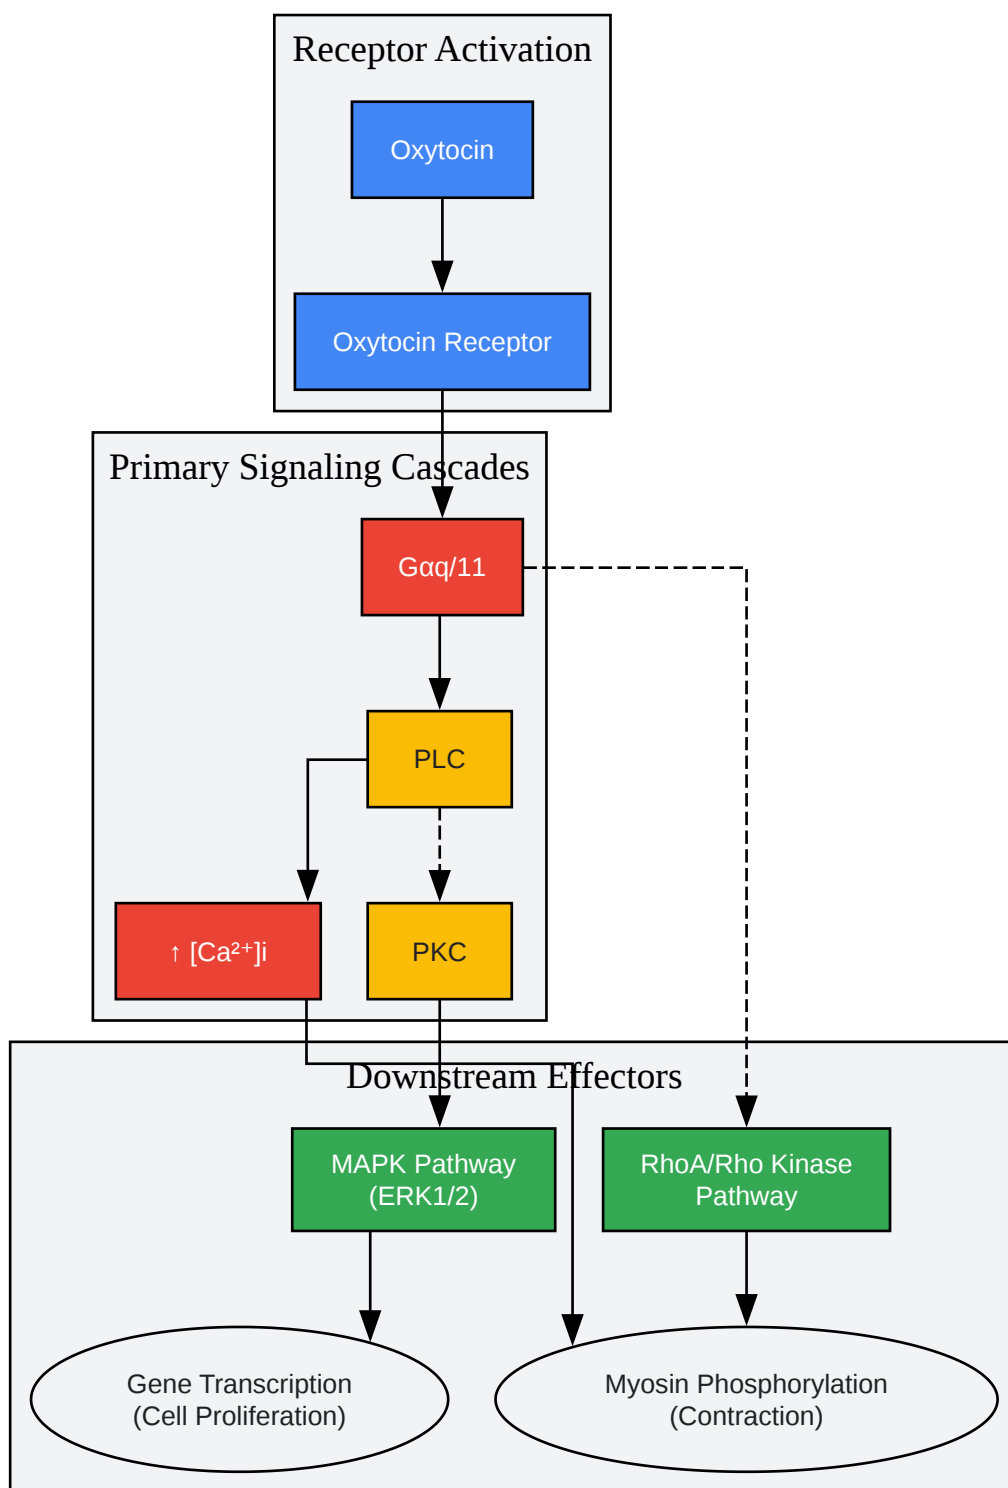 Receptor Activation
Oxytocin
Oxytocin Receptor
Primary Signaling Cascades
Gαq/11
PLC
↑ [Ca²⁺]i
PKC
Downstream Effectors
MAPK Pathway
(ERK1/2)
RhoA/Rho Kinase
Pathway
Gene Transcription
(Cell Proliferation)
Myosin Phosphorylation
(Contraction)